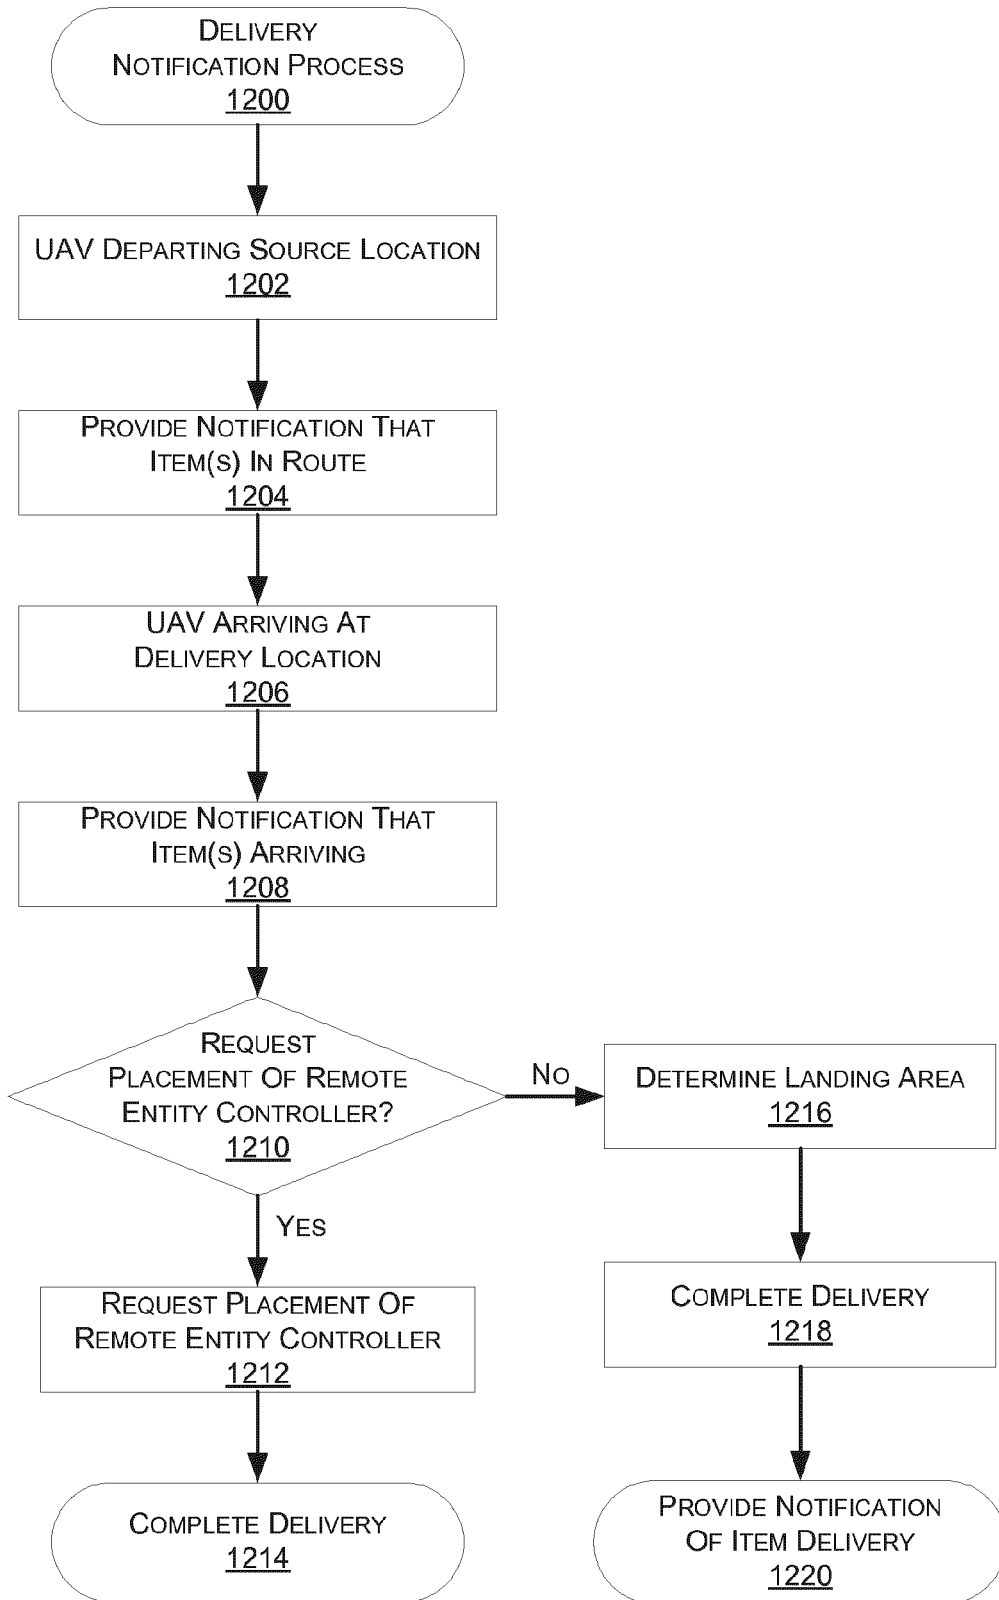 DELIVERY
NOTIFICATION PROCESS
1200
UAV DEPARTING SOURCE LOCATION
1202
PROVIDE NOTIFICATION THAT
ITEM(S) IN ROUTE
1204
UAV ARRIVING AT
DELIVERY LOCATION
1206
PROVIDE NOTIFICATION THAT
ITEM(S) ARRIVING
1208
REQUEST
PLACEMENT OF REMOTE
ENTITY CONTROLLER?
1210
NO
DETERMINE LANDING AREA
1216
YES
REQUEST PLACEMENT OF
REMOTE ENTITY CONTROLLER
1212
COMPLETE DELIVERY
1218
COMPLETE DELIVERY
1214
PROVIDE NOTIFICATION
OF ITEM DELIVERY
1220